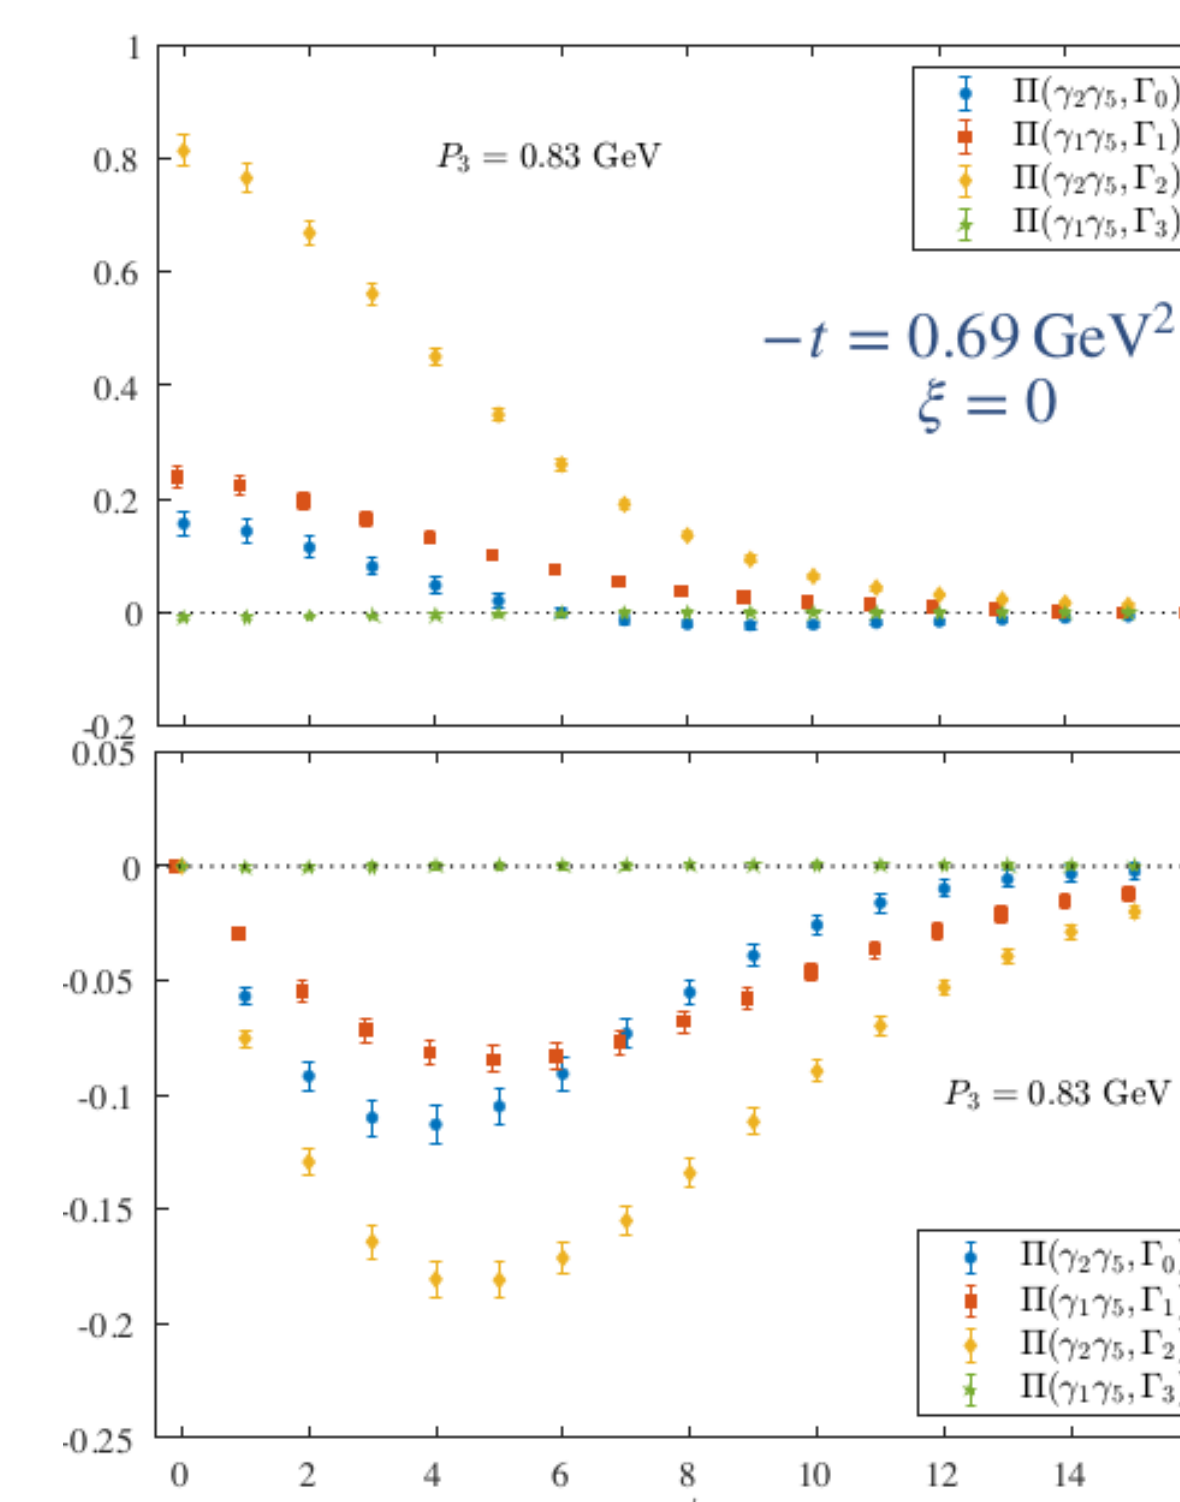 1
Π(γ₂γ₅, Γ₀)
0.8
P₃ = 0.83 GeV
Π(γ₁γ₅, Γ₁)
Π(γ₂γ₅, Γ₂)
Π(γ₁γ₅, Γ₃)
0.6
−t = 0.69 GeV²
0.4
ξ = 0
0.2
0
-0.2
0.05
0
-0.05
-0.1
P₃ = 0.83 GeV
-0.15
-0.2
-0.25
Π(γ₂γ₅, Γ₀)
Π(γ₁γ₅, Γ₁)
Π(γ₂γ₅, Γ₂)
Π(γ₁γ₅, Γ₃)
0 2 4 6 8 10 12 14